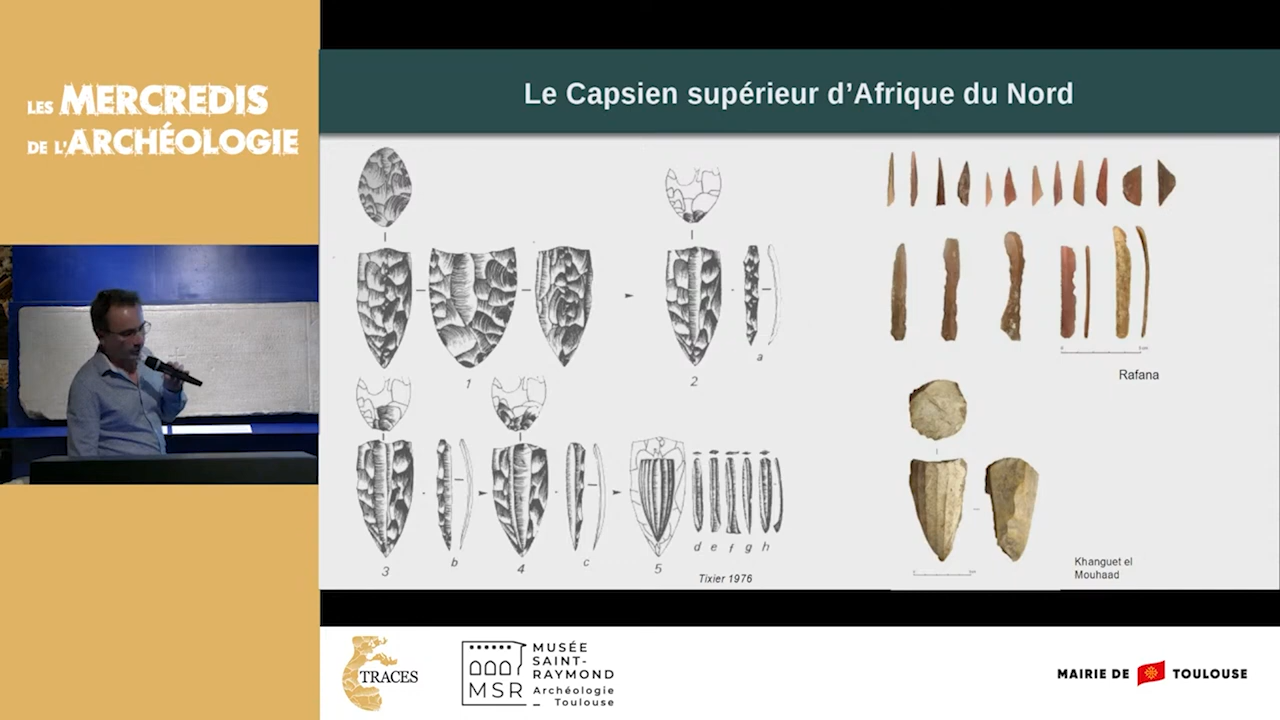 LES MERCREDIS
DE L'ARCHÉOLOGIE
Le Capsien supérieur d'Afrique du Nord
1
2
a
Rafana
3
b
4
c
5
d e f g h
Tixier 1976
Khanguet el
Mouhaad
TRACES
MSR
MUSÉE
SAINT-
RAYMOND
Archéologie
Toulouse
MAIRIE DE TOULOUSE